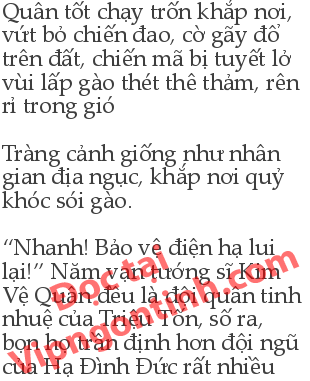 Quân tốt chạy trốn khắp nơi,
vứt bỏ chiến đao, cờ gãy đổ
trên đất, chiến mã bị tuyết lở
vùi lấp gào thét thê thảm, rên
rỉ trong gió
Tràng cảnh giống như nhân
gian địa ngục, khắp nơi quỷ
khóc sói gào.
“Nhanh! Bảo vệ điện hạ lui
lại!” Năm vạn tướng sĩ Kim
Vệ Quân đều là đội quân tinh
nhuệ của Triệu Tôn, số ra,
bọn họ trấn định hơn đội ngũ
của Hạ Đình Đức rất nhiều
Đọc tại
Vipngontinh.com